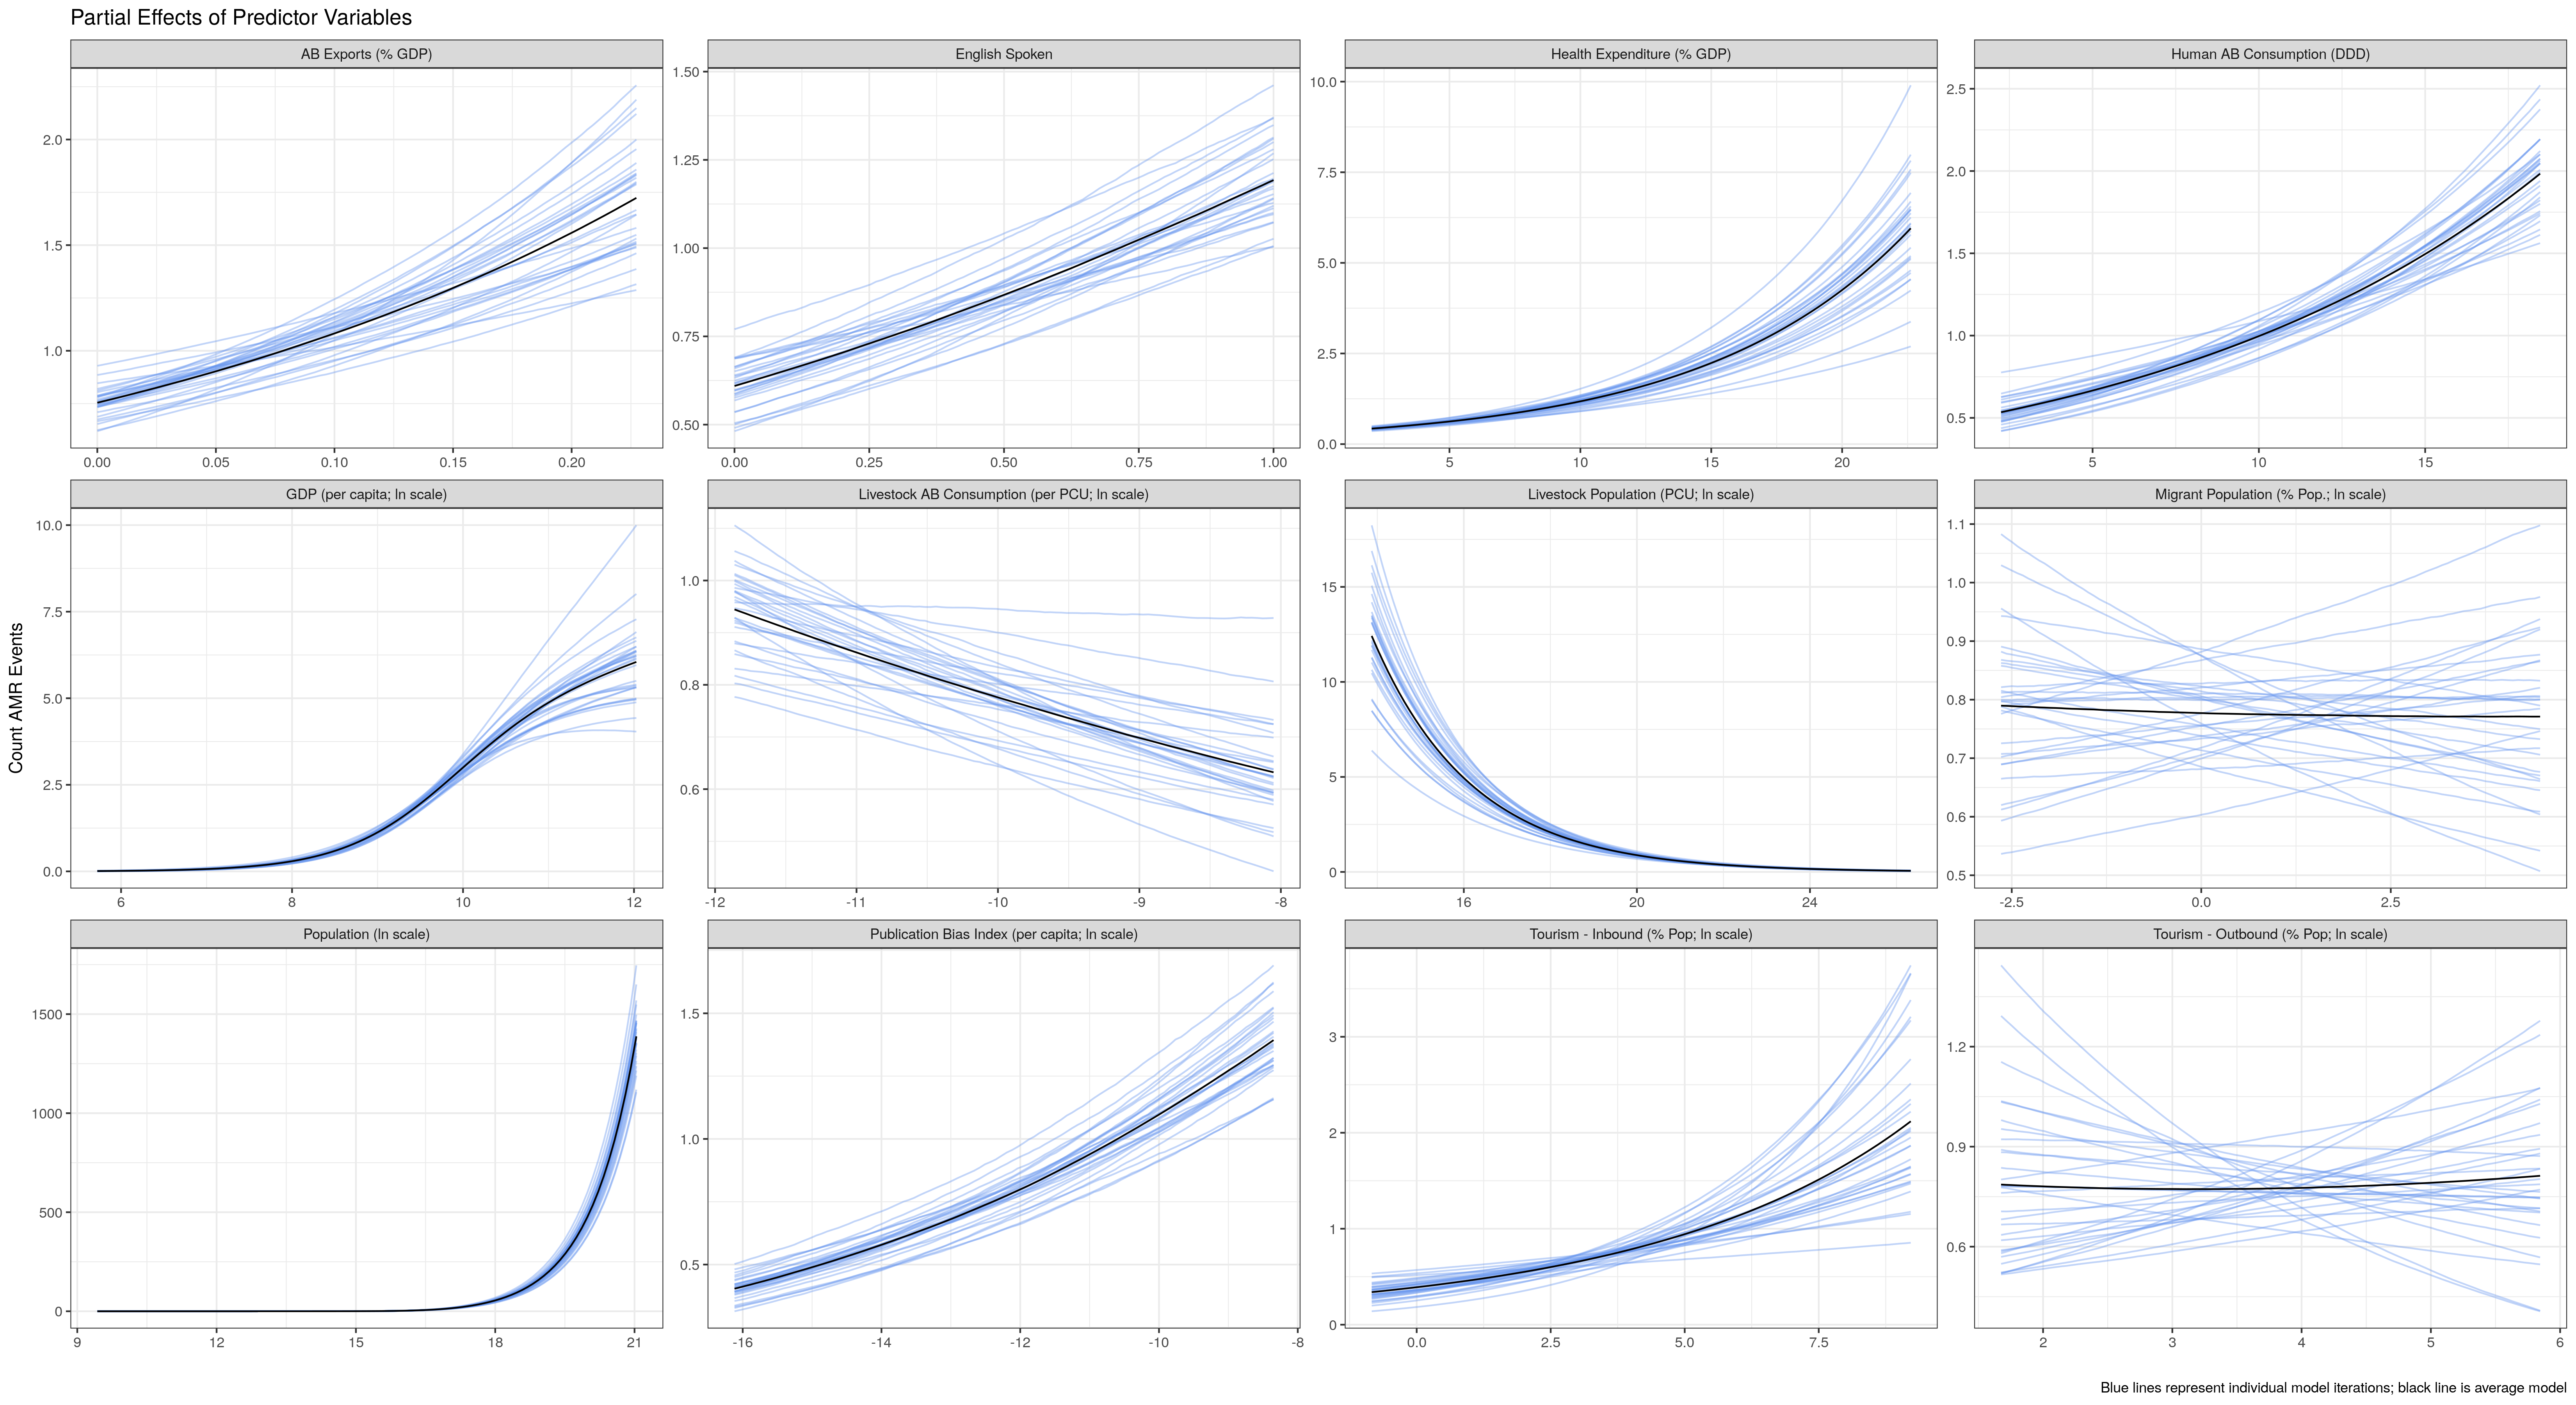 Partial Effects of Predictor Variables
AB Exports (% GDP)
English Spoken
Health Expenditure (% GDP)
Human AB Consumption (DDD)
2.0
1.5
1.0
0.00 0.05 0.10 0.15 0.20
1.50
1.25
1.00
0.75
0.50
0.00 0.25 0.50 0.75 1.00
10.0
7.5
5.0
2.5
0.0
5 10 15 20
2.5
2.0
1.5
1.0
0.5
5 10 15
Count AMR Events
GDP (per capita; ln scale)
Livestock AB Consumption (per PCU; ln scale)
Livestock Population (PCU; ln scale)
Migrant Population (% Pop.; ln scale)
10.0
7.5
5.0
2.5
0.0
6 8 10 12
1.0
0.8
0.6
-12 -11 -10 -9 -8
15
10
5
0
16 20 24
1.1
1.0
0.9
0.8
0.7
0.6
0.5
-2.5 0.0 2.5
Population (ln scale)
Publication Bias Index (per capita; ln scale)
Tourism - Inbound (% Pop; ln scale)
Tourism - Outbound (% Pop; ln scale)
1500
1000
500
0
9 12 15 18 21
1.5
1.0
0.5
-16 -14 -12 -10 -8
3
2
1
0
0.0 2.5 5.0 7.5
1.2
0.9
0.6
2 3 4 5 6
Blue lines represent individual model iterations; black line is average model